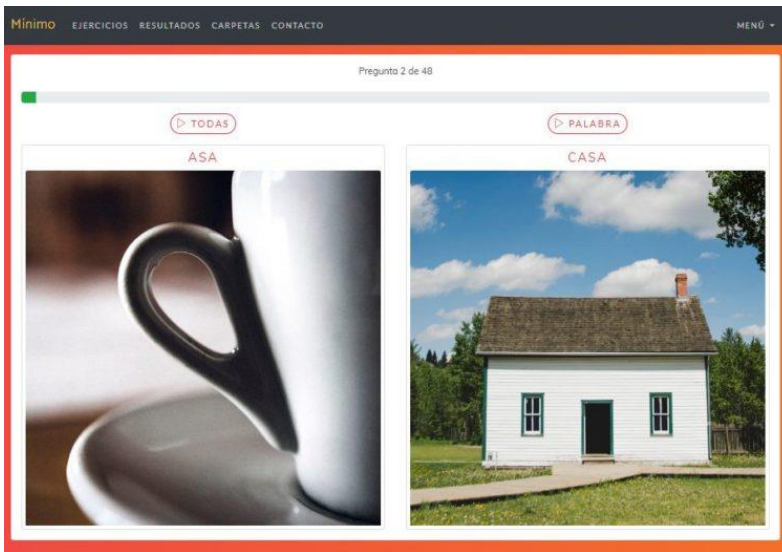 Mínimo EJERCICIOS RESULTADOS CARPETAS CONTACTO MENÚ
Pregunta 2 de 48
TODAS PALABRA
ASA CASA